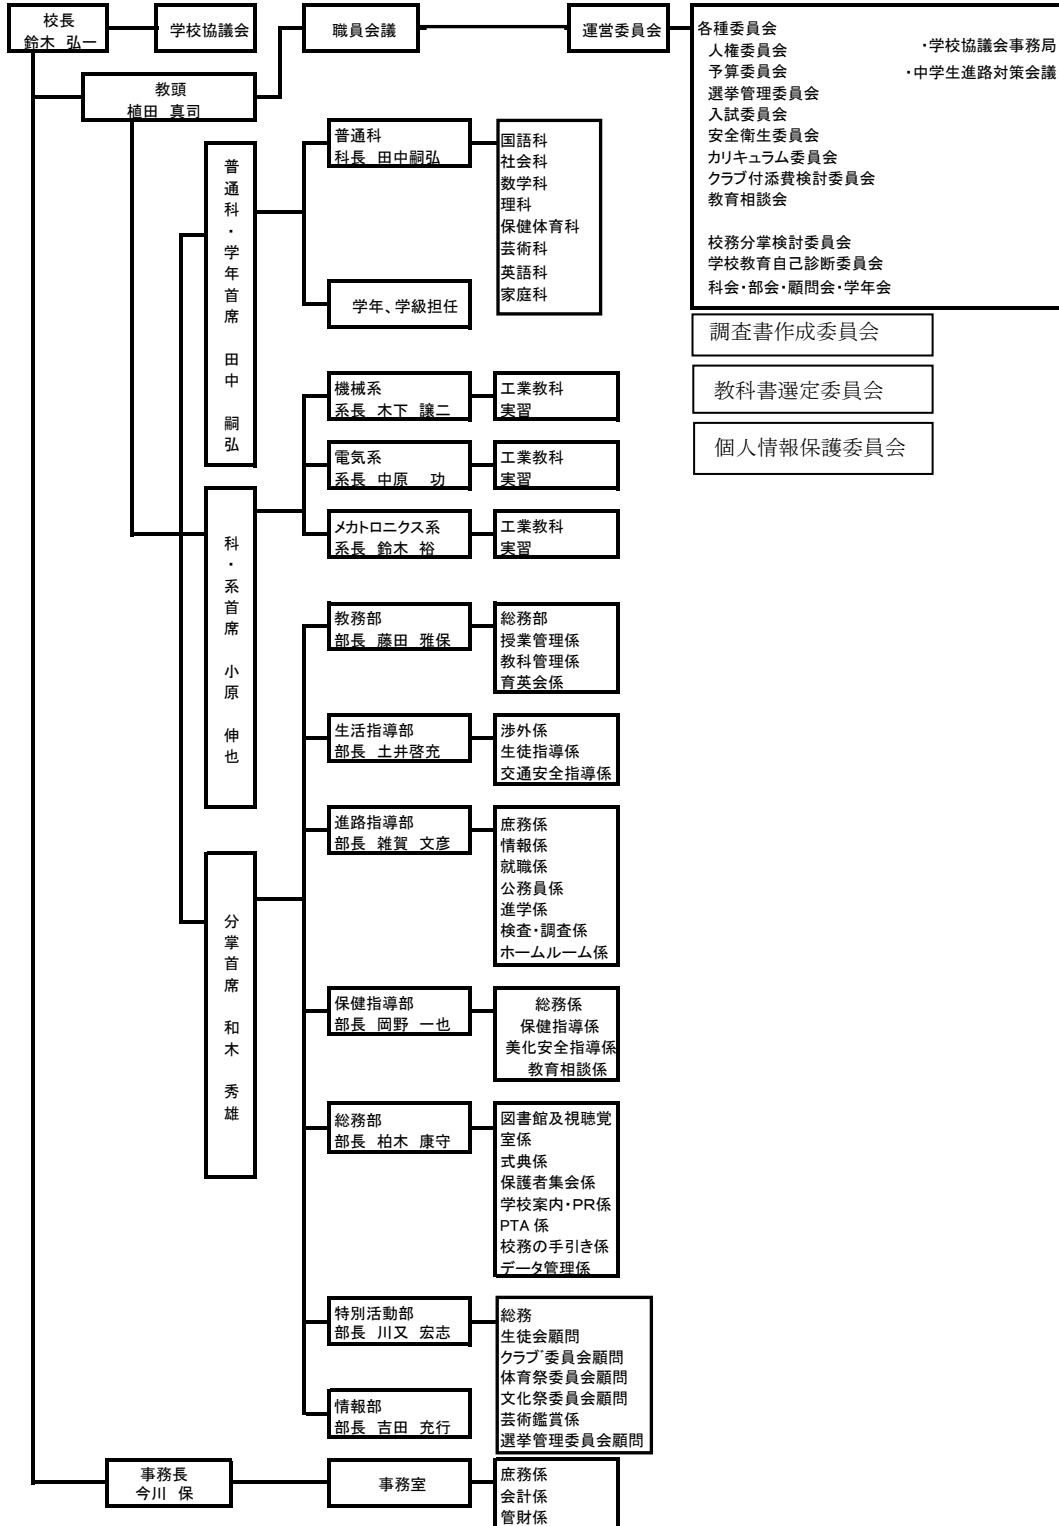 校長
鈴木 弘一
学校協議会
職員会議
運営委員会
各種委員会
人権委員会
予算委員会
選挙管理委員会
入試委員会
安全衛生委員会
カリキュラム委員会
クラブ付添費検討委員会
教育相談会
校務分掌検討委員会
学校教育自己診断委員会
科会・部会・顧問会・学年会
・学校協議会事務局
・中学生進路対策会議
調査書作成委員会
教科書選定委員会
個人情報保護委員会
教頭
植田 真司
普通科・学年首席 田中 嗣弘
普通科
科長 田中嗣弘
国語科
社会科
数学科
理科
保健体育科
芸術科
英語科
家庭科
学年、学級担任
科・系首席 小原 伸也
機械系
系長 木下 譲二
工業教科
実習
電気系
系長 中原 功
工業教科
実習
メカトロニクス系
系長 鈴木 裕
工業教科
実習
分掌首席 和木 秀雄
教務部
部長 藤田 雅保
総務部
授業管理係
教科管理係
育英会係
生活指導部
部長 土井啓充
渉外係
生徒指導係
交通安全指導係
進路指導部
部長 雑賀 文彦
庶務係
情報係
就職係
公務員係
進学係
検査・調査係
ホームルーム係
保健指導部
部長 岡野 一也
総務係
保健指導係
美化安全指導係
教育相談係
総務部
部長 柏木 康守
図書館及視聴覚
室係
式典係
保護者集会係
学校案内・PR係
PTA 係
校務の手引き係
データ管理係
特別活動部
部長 川又 宏志
総務
生徒会顧問
クラブ委員会顧問
体育祭委員会顧問
文化祭委員会顧問
芸術鑑賞係
選挙管理委員会顧問
情報部
部長 吉田 充行
事務長
今川 保
事務室
庶務係
会計係
管財係